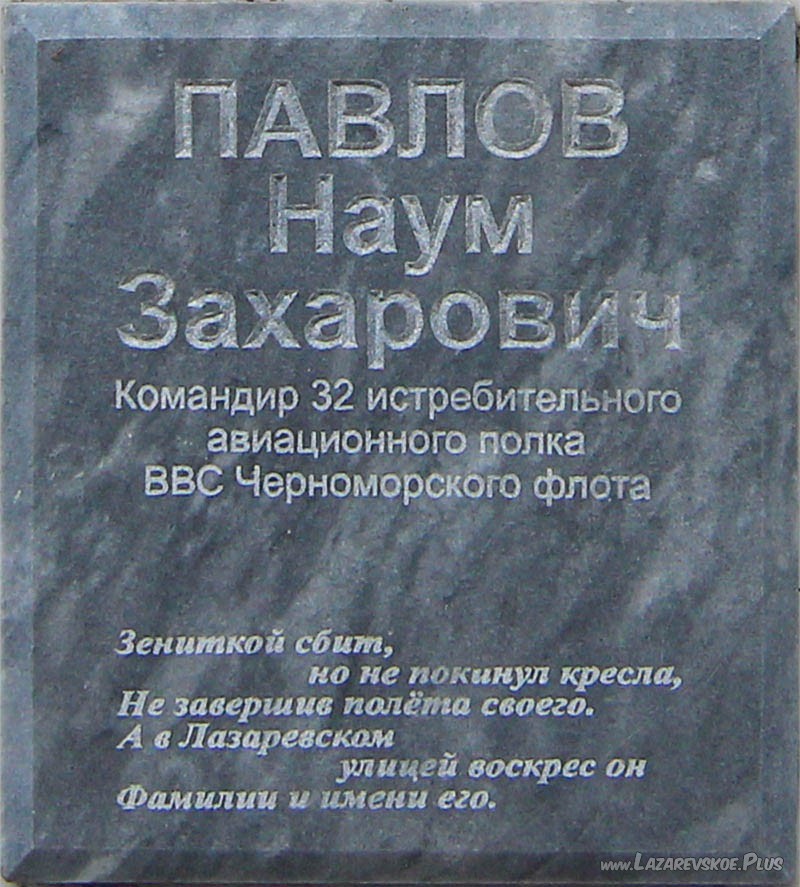 ПАВЛОВ
Наум
Захарович
Командир 32 истребительного
авиационного полка
ВВС Черноморского флота
Зениткой сбит,
но не покинул кресла,
Не завершив полёта своего.
А в Лазаревском
улицей воскрес он
Фамилии и имени его.
www.Lazarevskoe.Plus